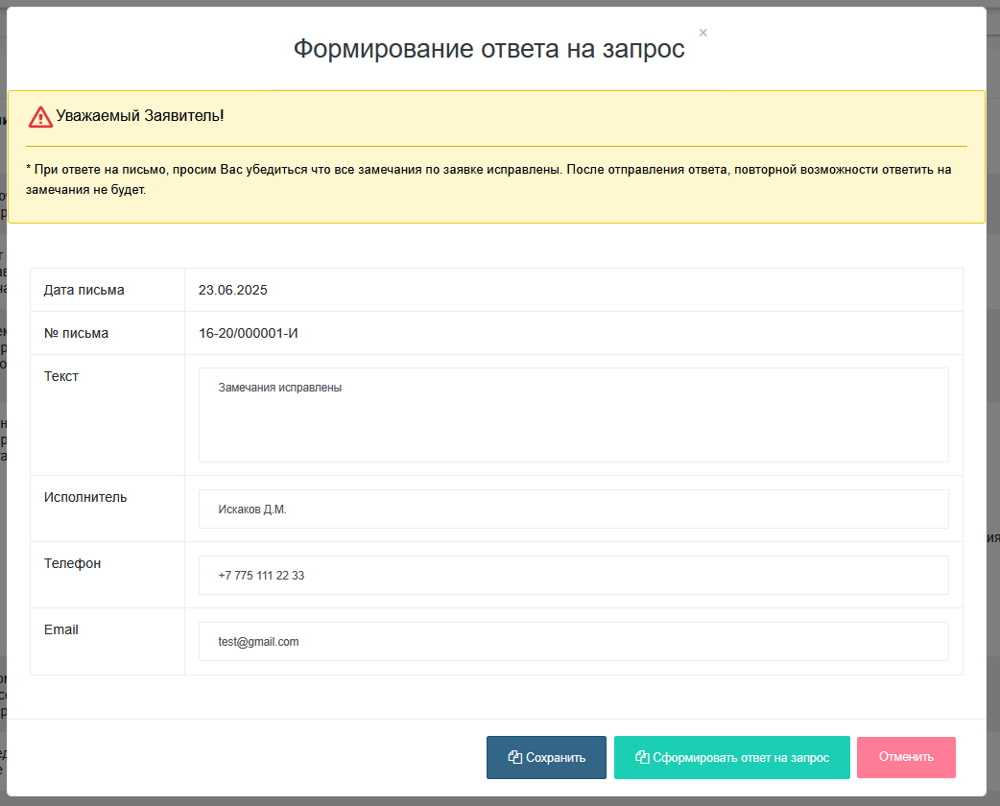 Формирование ответа на запрос
×
Уважаемый Заявитель!
* При ответе на письмо, просим Вас убедиться что все замечания по заявке исправлены. После отправления ответа, повторной возможности ответить на
замечания не будет.
Дата письма 23.06.2025
№ письма 16-20/000001-И
Текст Замечания исправлены
Исполнитель Искаков Д.М.
Телефон +7 775 111 22 33
Email test@gmail.com
Сохранить Сформировать ответ на запрос Отменить